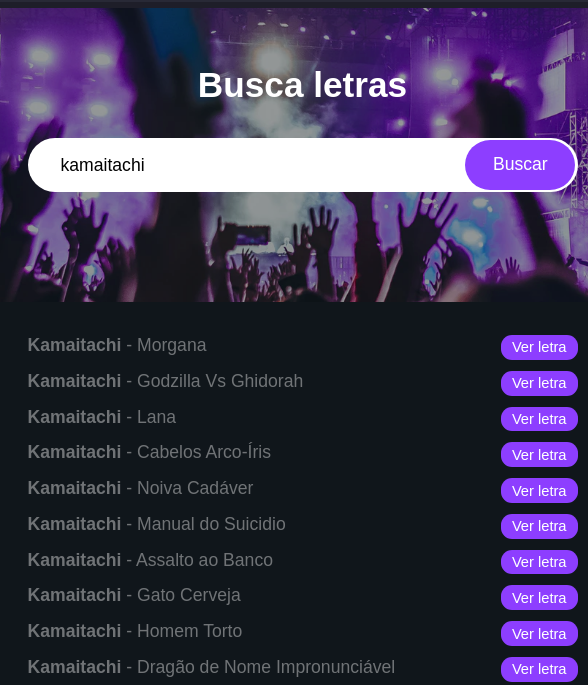 Busca letras
kamaitachi Buscar
Kamaitachi - Morgana Ver letra
Kamaitachi - Godzilla Vs Ghidorah Ver letra
Kamaitachi - Lana Ver letra
Kamaitachi - Cabelos Arco-Íris Ver letra
Kamaitachi - Noiva Cadáver Ver letra
Kamaitachi - Manual do Suicidio Ver letra
Kamaitachi - Assalto ao Banco Ver letra
Kamaitachi - Gato Cerveja Ver letra
Kamaitachi - Homem Torto Ver letra
Kamaitachi - Dragão de Nome Impronunciável Ver letra